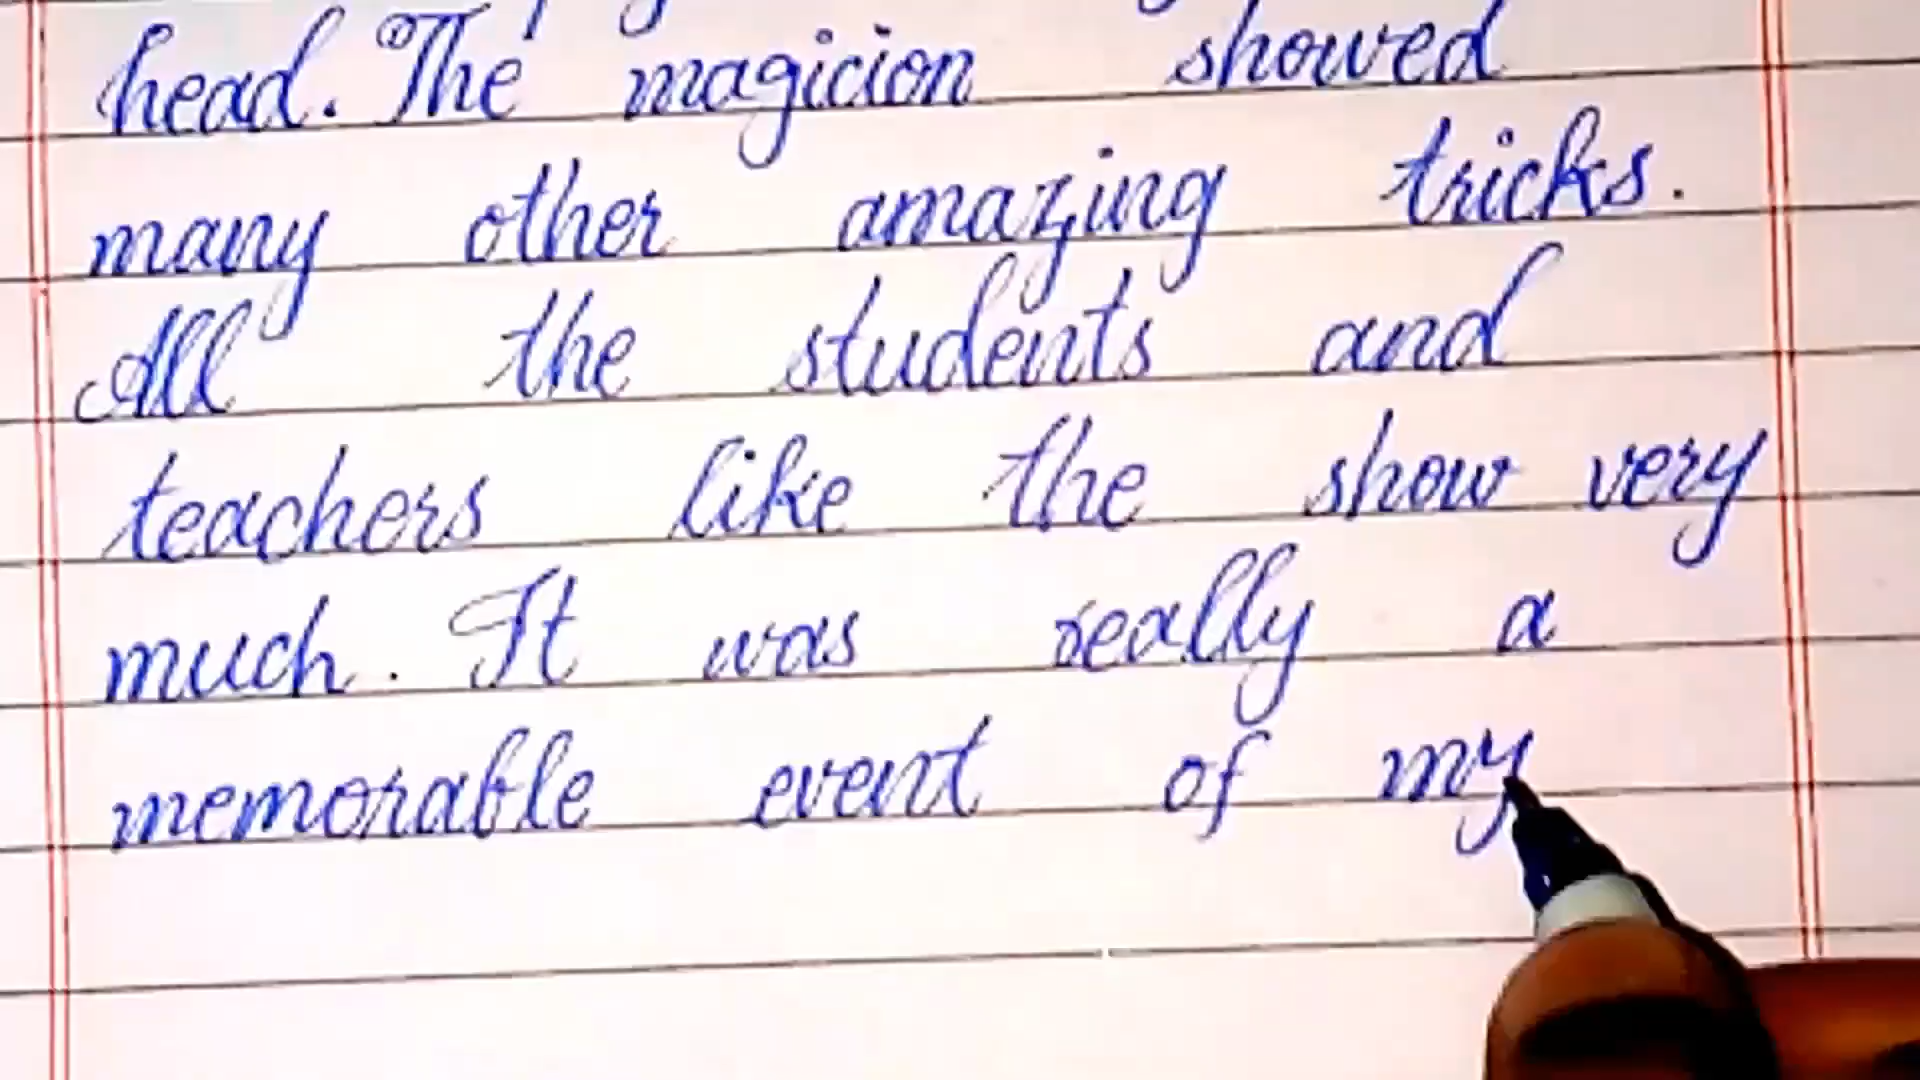 head. The magicion showed
many other amazing tricks.
All the students and
teachers like the show very
much. It was really a
memorable event of my